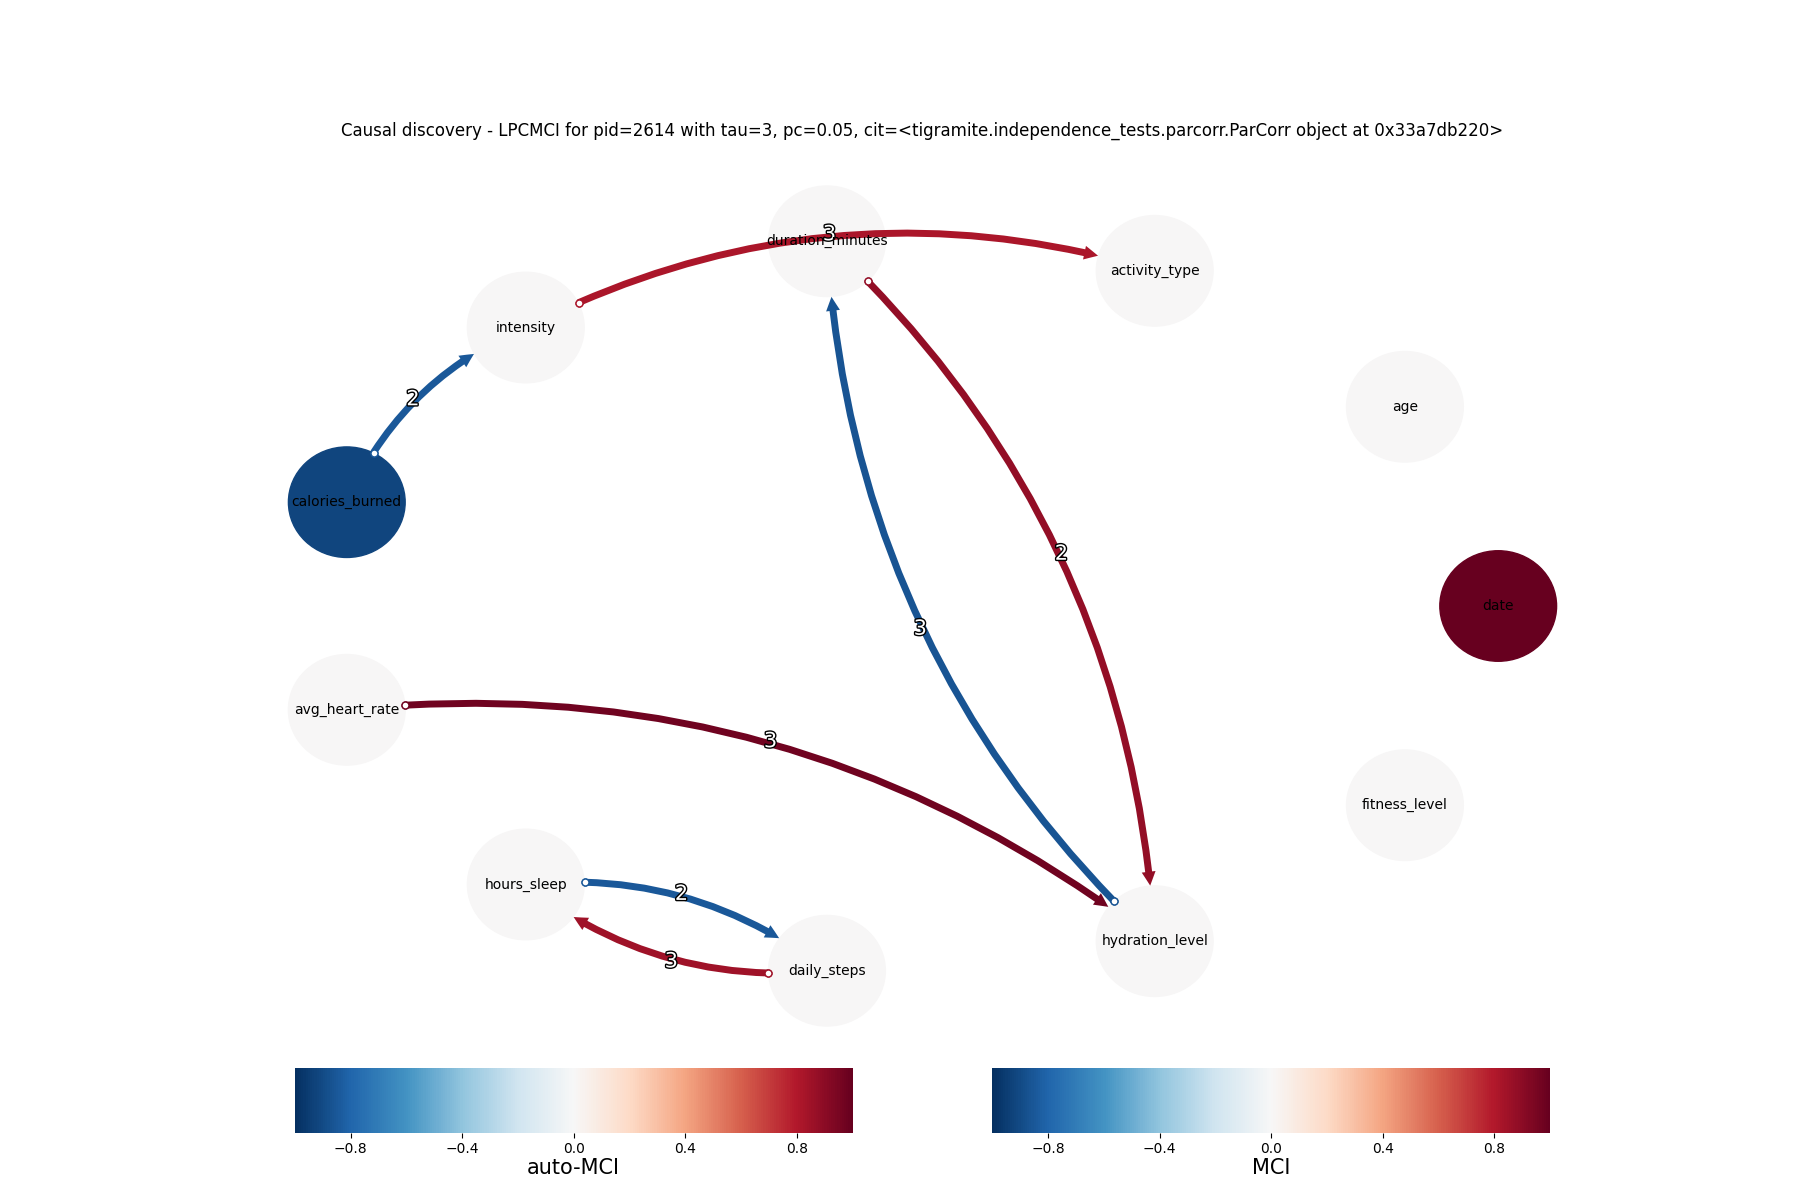 Causal discovery - LPCMCI for pid=2614 with tau=3, pc=0.05, cit=<tigramite.independence_tests.parcorr.ParCorr object at 0x33a7db220>
3
duration_minutes
activity_type
intensity
2
age
calories_burned
2
date
3
avg_heart_rate
3
fitness_level
hours_sleep
2
hydration_level
3
daily_steps
−0.8 −0.4 0.0 0.4 0.8
auto-MCI
−0.8 −0.4 0.0 0.4 0.8
MCI